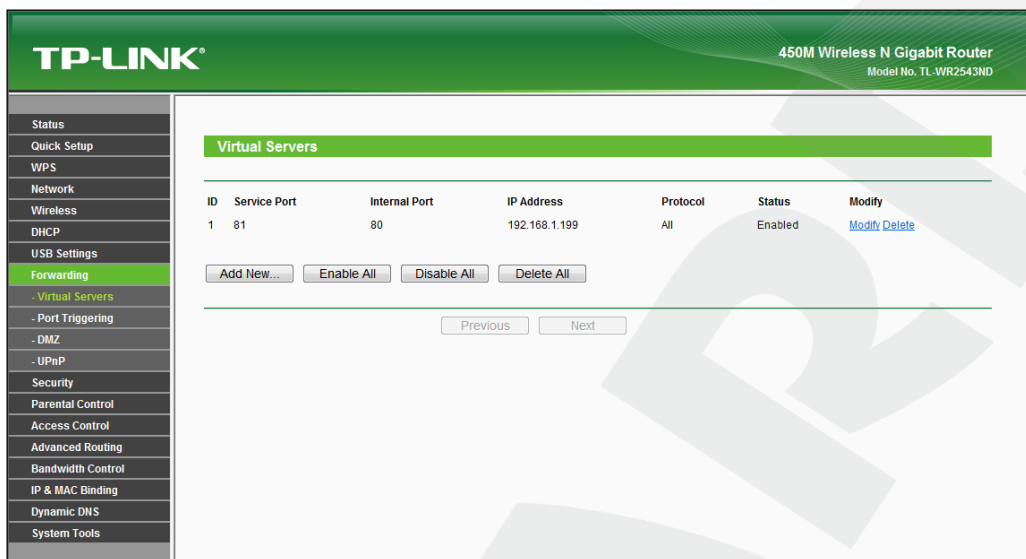 TP-LINK®
450M Wireless N Gigabit Router
Model No. TL-WR2543ND
Status
Quick Setup
WPS
Network
Wireless
DHCP
USB Settings
Forwarding
- Virtual Servers
- Port Triggering
- DMZ
- UPnP
Security
Parental Control
Access Control
Advanced Routing
Bandwidth Control
IP & MAC Binding
Dynamic DNS
System Tools
Virtual Servers
ID Service Port Internal Port IP Address Protocol Status Modify
1 81 80 192.168.1.199 All Enabled Modify Delete
Add New... Enable All Disable All Delete All
Previous Next